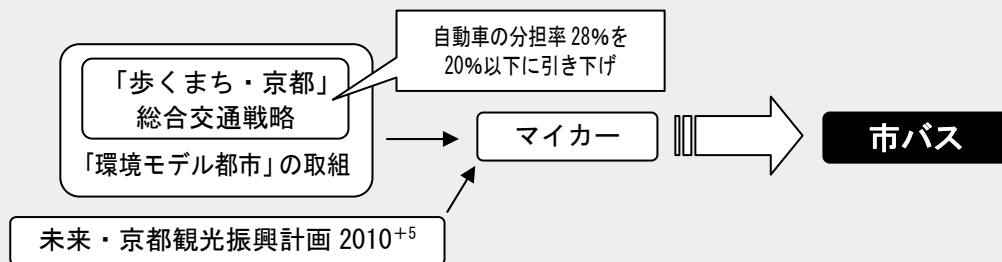 自動車の分担率 28%を
20%以下に引き下げ
「歩くまち・京都」
総合交通戦略
「環境モデル都市」の取組
マイカー
市バス
未来・京都観光振興計画 2010+5